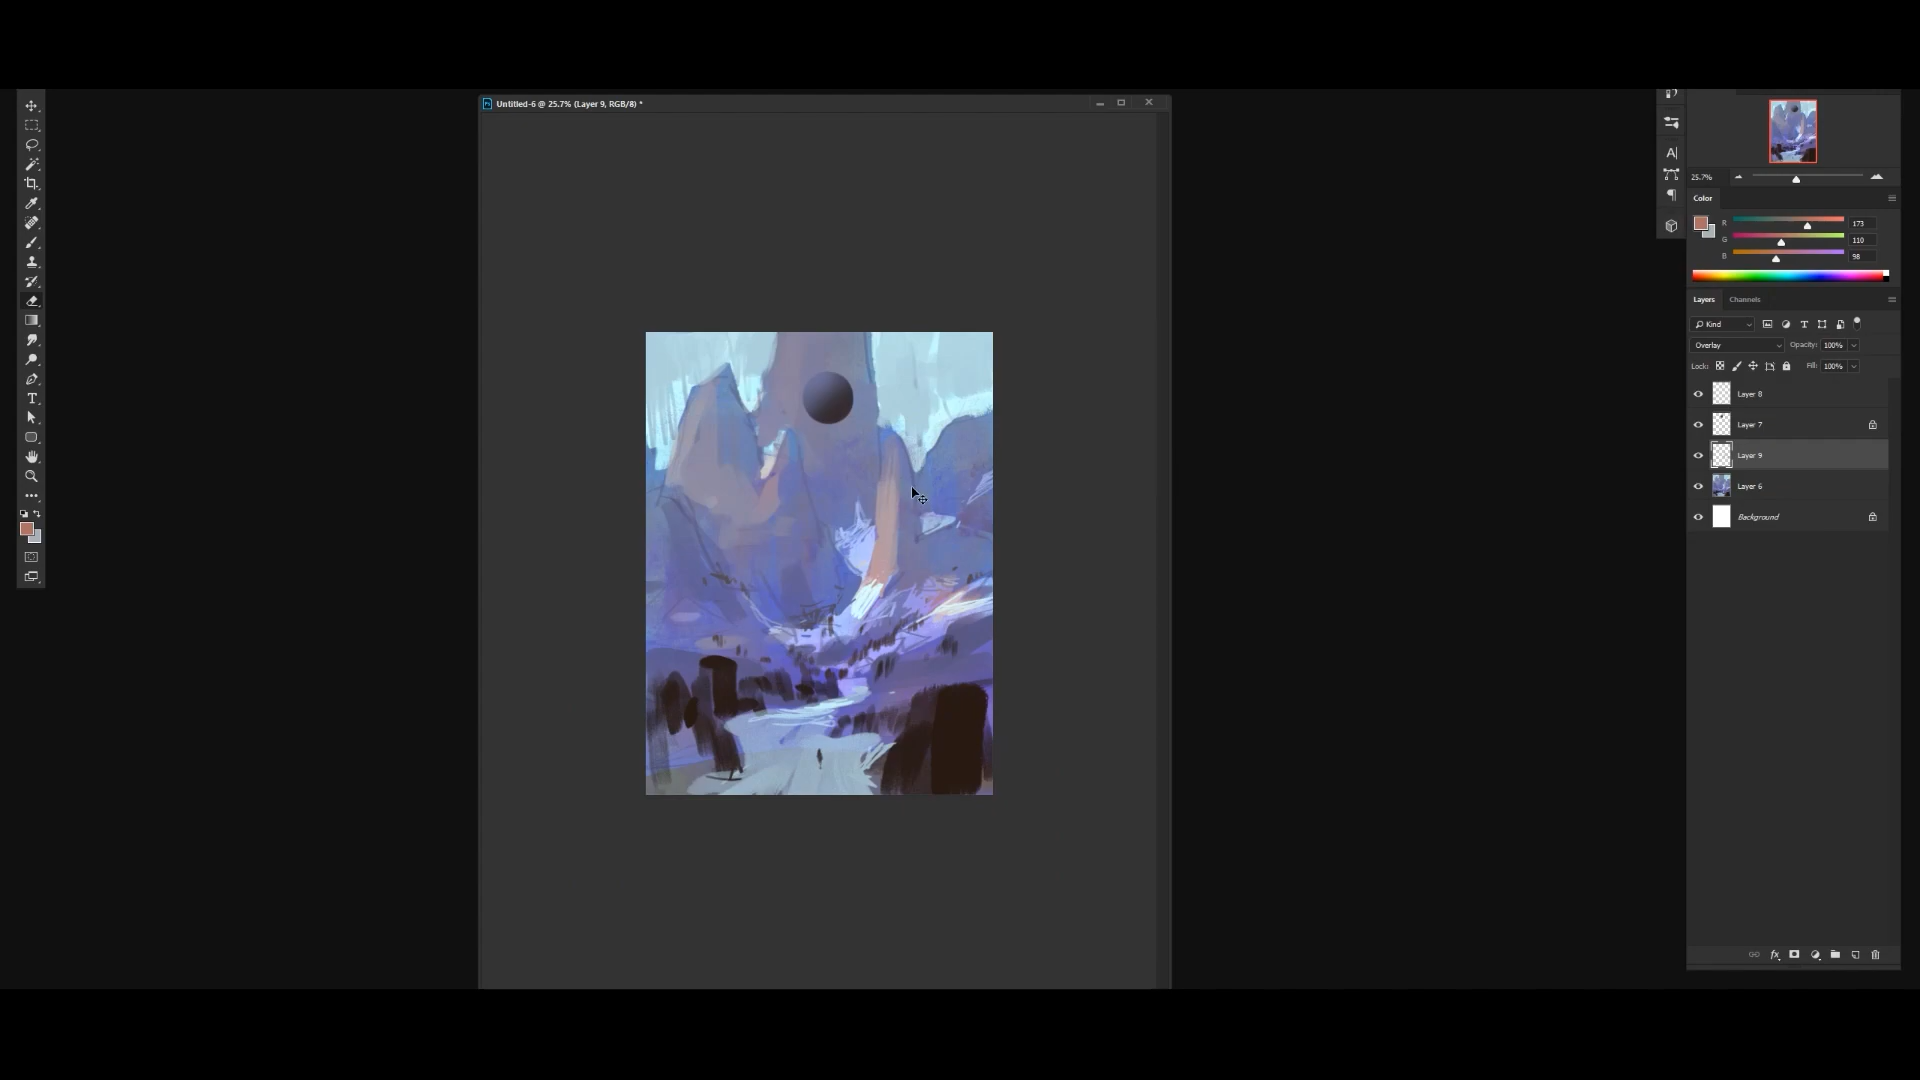 Untitled-6 @ 25.7% (Layer 9, RGB/8) *
25.7%
Color
R 173
G 110
B 98
Layers Channels
Kind
Overlay Opacity: 100%
Lock: Fill: 100%
Layer 8
Layer 7
Layer 9
Layer 6
Background